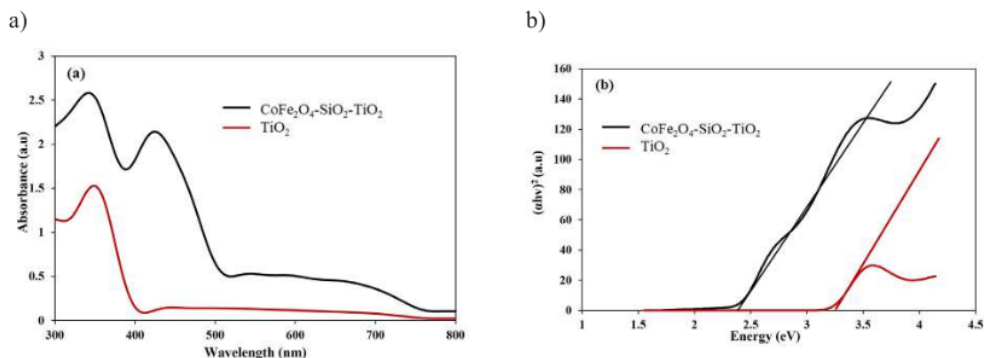 a)
b)
(a)
3
2.5
2
1.5
1
0.5
0
Absorbance (a.u)
CoFe₂O₄-SiO₂-TiO₂
TiO₂
300 400 500 600 700 800
Wavelength (nm)
(b)
160
140
120
100
80
60
40
20
0
(αhv)² (a.u)
CoFe₂O₄-SiO₂-TiO₂
TiO₂
1 1.5 2 2.5 3 3.5 4 4.5
Energy (eV)